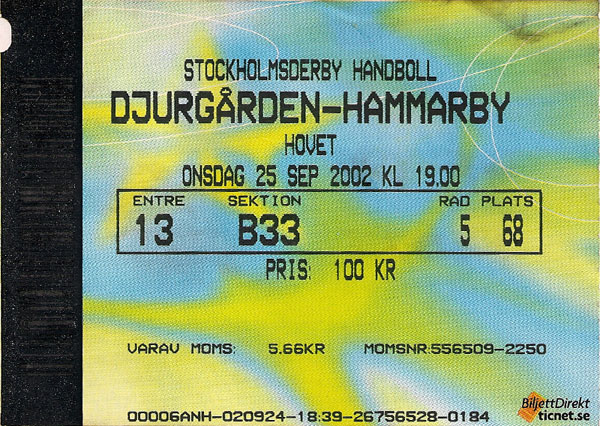 STOCKHOLMSDERBY HANDBOLL
DJURGÅRDEN-HAMMARBY
HOVET
ONSDAG 25 SEP 2002 KL 19.00
ENTRE SEKTION RAD PLATS
13 B33 5 68
PRIS: 100 KR
VARAV MOMS: 5.66KR MOMSNR:556509-2250
00006ANH-020924-18:39-26756528-0184
BiljettDirekt
ticnet.se